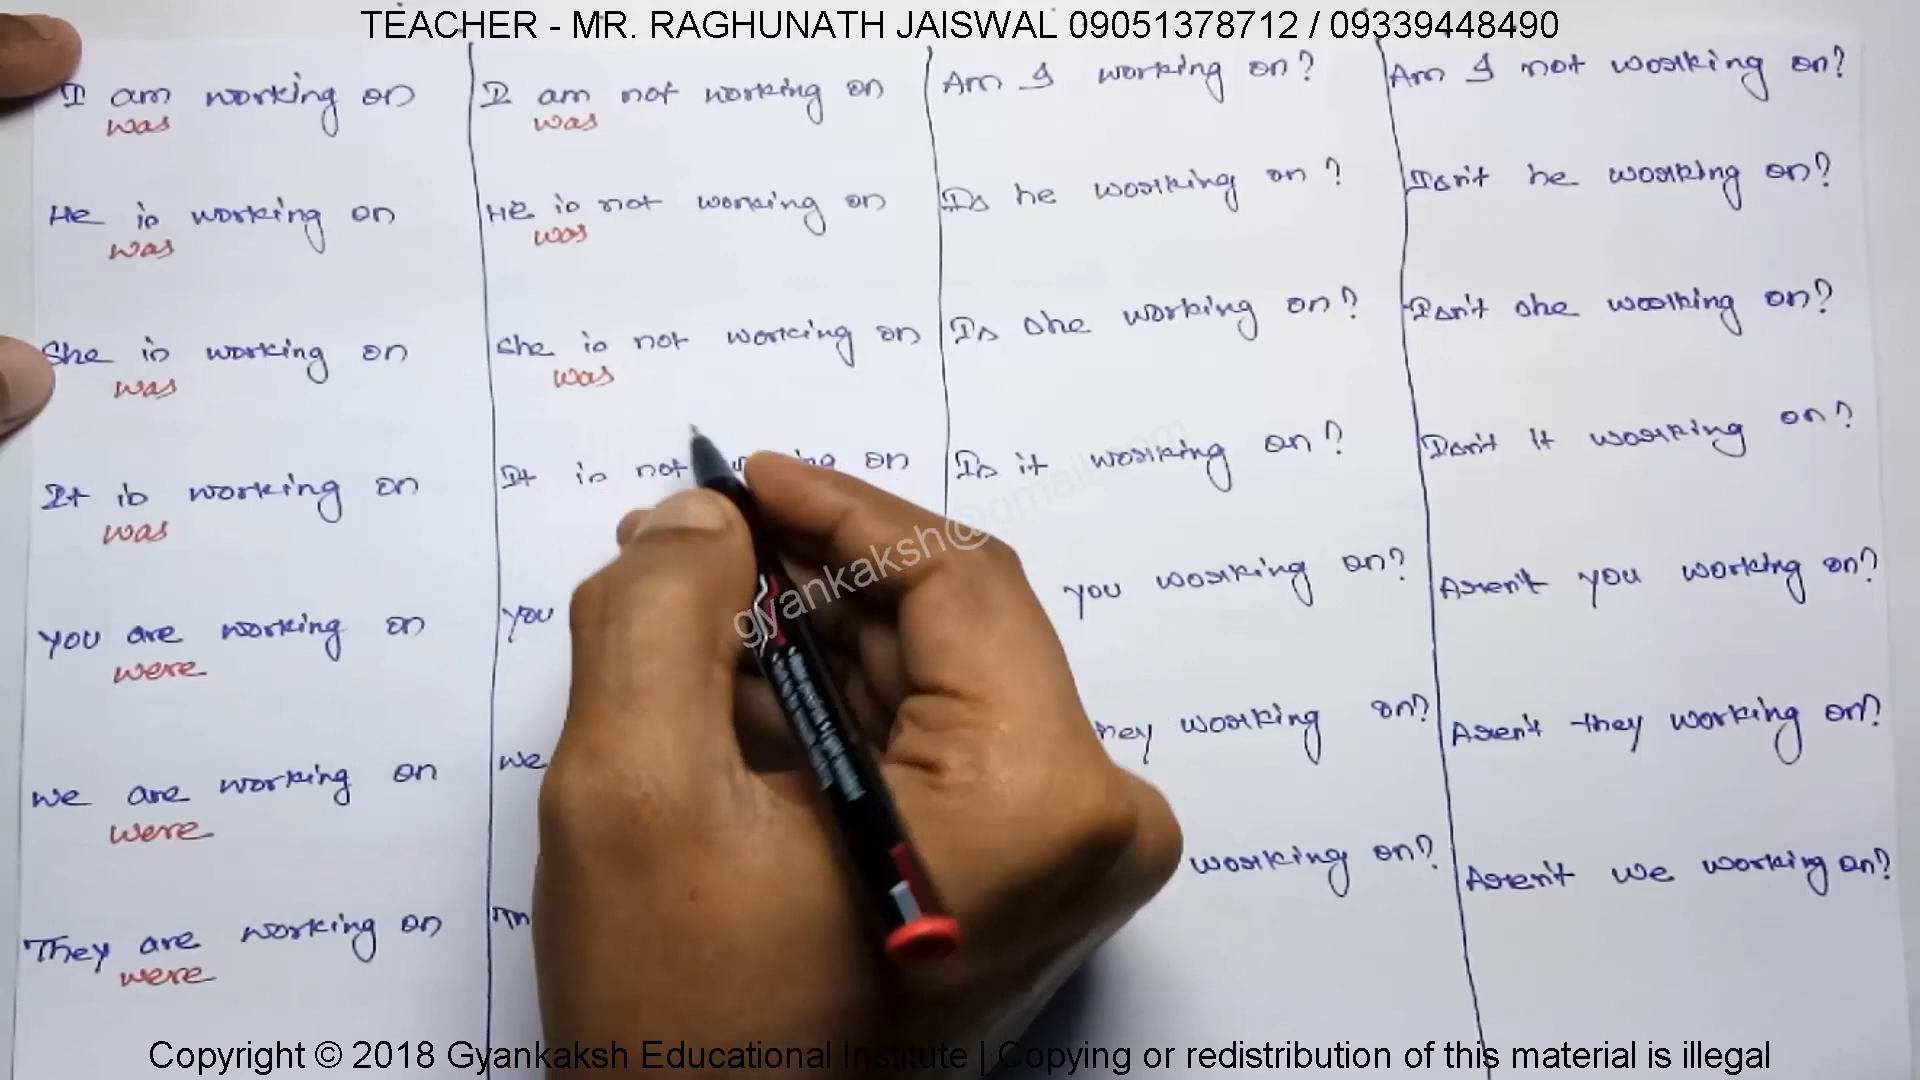 TEACHER - MR. RAGHUNATH JAISWAL 09051378712 / 09339448490
I am working on
was
He is working on
was
She is working on
was
It is working on
was
You are working on
were
We are working on
were
They are working on
were
I am not working on
was
He is not working on
was
She is not working on
was
It is not on
You
We
Am I working on?
Is he working on?
Is she working on?
Is it working on?
you working on?
they working on?
working on?
Am I not working on?
Isn't he working on?
Isn't she working on?
Isn't it working on?
Aren't you working on?
Aren't they working on?
Aren't we working on?
gyankaksh@gmail.com
Copyright © 2018 Gyankaksh Educational Institute | Copying or redistribution of this material is illegal